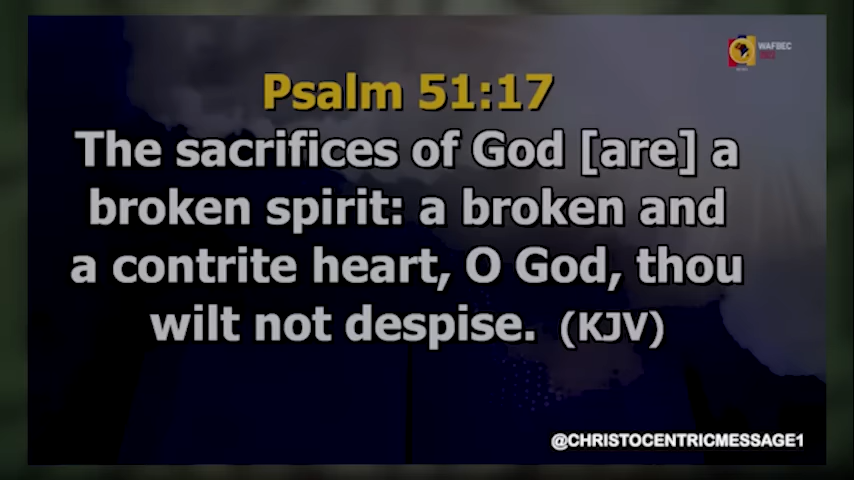 WAFBEC
Psalm 51:17
The sacrifices of God [are] a
broken spirit: a broken and
a contrite heart, O God, thou
wilt not despise. (KJV)
@CHRISTOCENTRICMESSAGE1